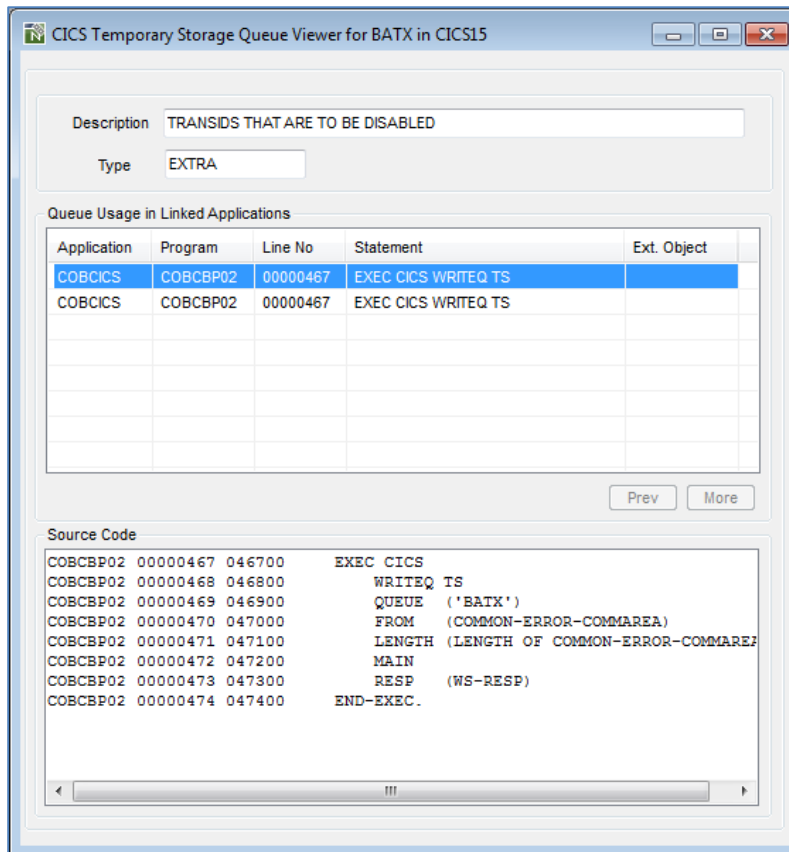 CICS Temporary Storage Queue Viewer for BATX in CICS15
Description TRANSIDS THAT ARE TO BE DISABLED
Type EXTRA
Queue Usage in Linked Applications
Application Program Line No Statement Ext. Object
COBCICS COBCBP02 00000467 EXEC CICS WRITEQ TS
COBCICS COBCBP02 00000467 EXEC CICS WRITEQ TS
Prev More
Source Code
COBCBP02 00000467 046700 EXEC CICS
COBCBP02 00000468 046800 WRITEQ TS
COBCBP02 00000469 046900 QUEUE ('BATX')
COBCBP02 00000470 047000 FROM (COMMON-ERROR-COMMAREA)
COBCBP02 00000471 047100 LENGTH (LENGTH OF COMMON-ERROR-COMMAREA
COBCBP02 00000472 047200 MAIN
COBCBP02 00000473 047300 RESP (WS-RESP)
COBCBP02 00000474 047400 END-EXEC.